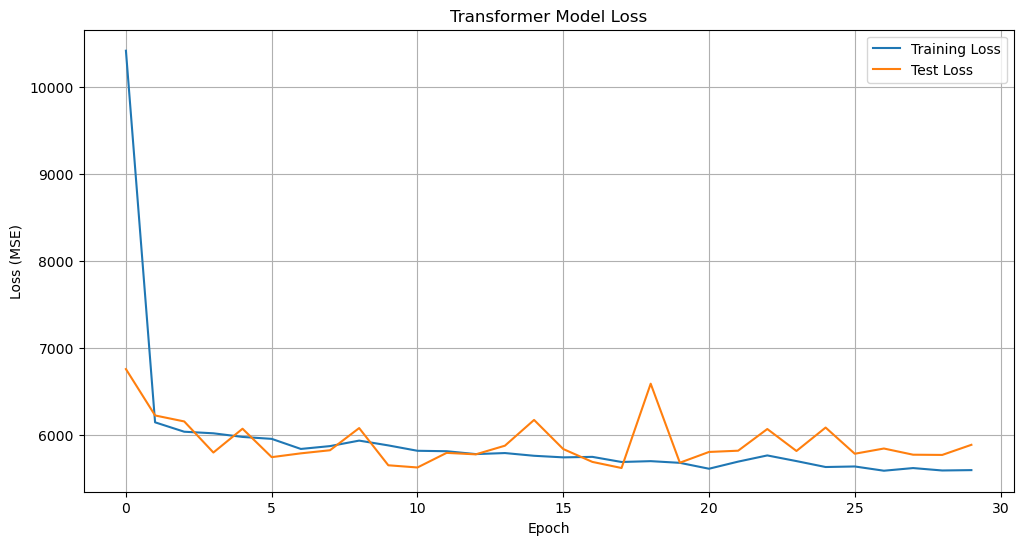 Transformer Model Loss
Training Loss
Test Loss
10000
9000
8000
7000
6000
Loss (MSE)
0 5 10 15 20 25 30
Epoch